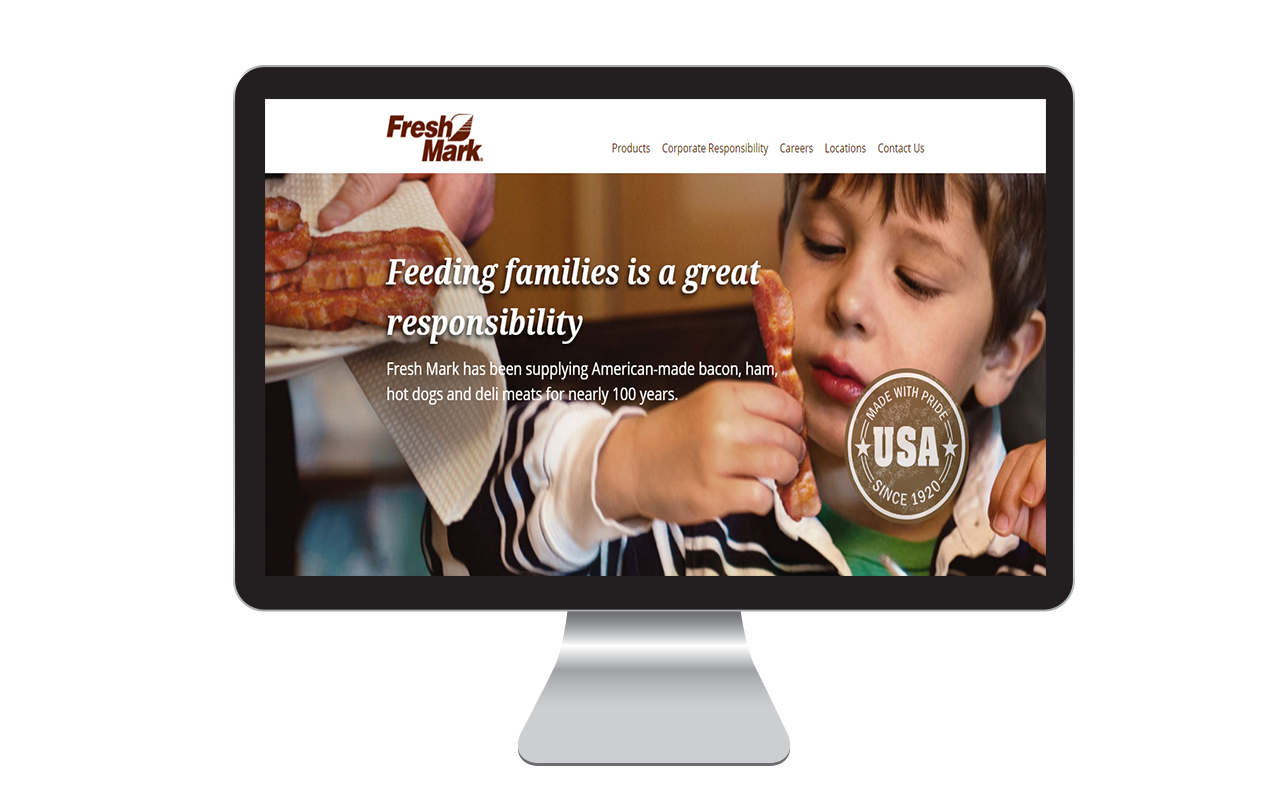 Fresh
Mark
Products Corporate Responsibility Careers Locations Contact Us
Feeding families is a great
responsibility
Fresh Mark has been supplying American-made bacon, ham,
hot dogs and deli meats for nearly 100 years.
MADE WITH PRIDE
USA
SINCE 1920